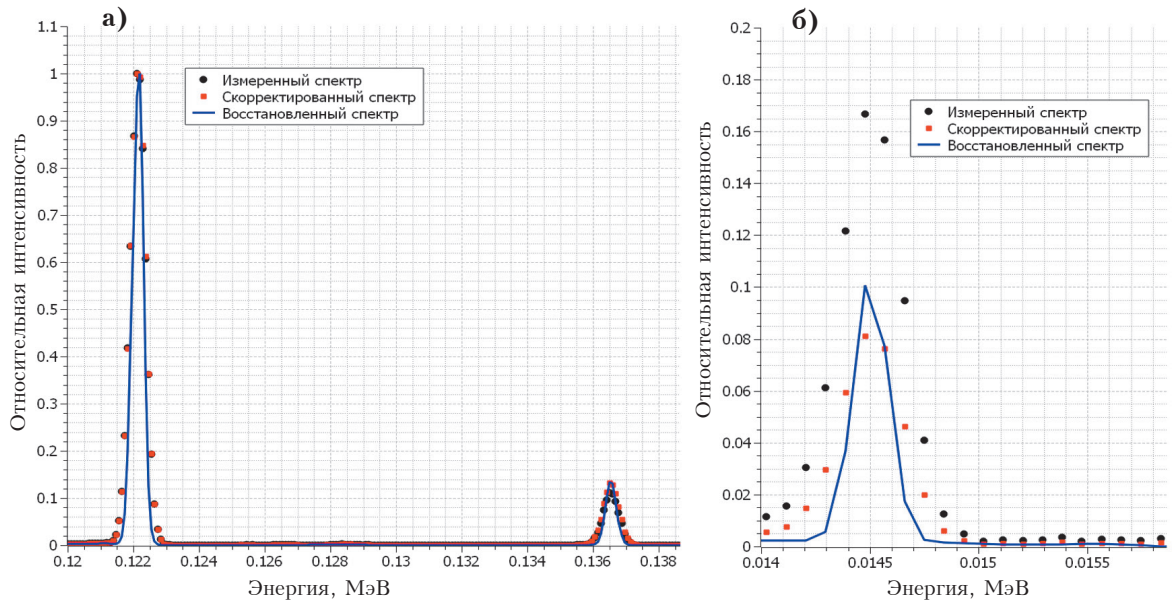 а)
1.1
1
0.9
0.8
0.7
0.6
0.5
0.4
0.3
0.2
0.1
0
Относительная интенсивность
Измеренный спектр
Скорректированный спектр
Восстановленный спектр
0.12 0.122 0.124 0.126 0.128 0.13 0.132 0.134 0.136 0.138
Энергия, МэВ
б)
0.2
0.18
0.16
0.14
0.12
0.1
0.08
0.06
0.04
0.02
0
Относительная интенсивность
Измеренный спектр
Скорректированный спектр
Восстановленный спектр
0.014 0.0145 0.015 0.0155
Энергия, МэВ